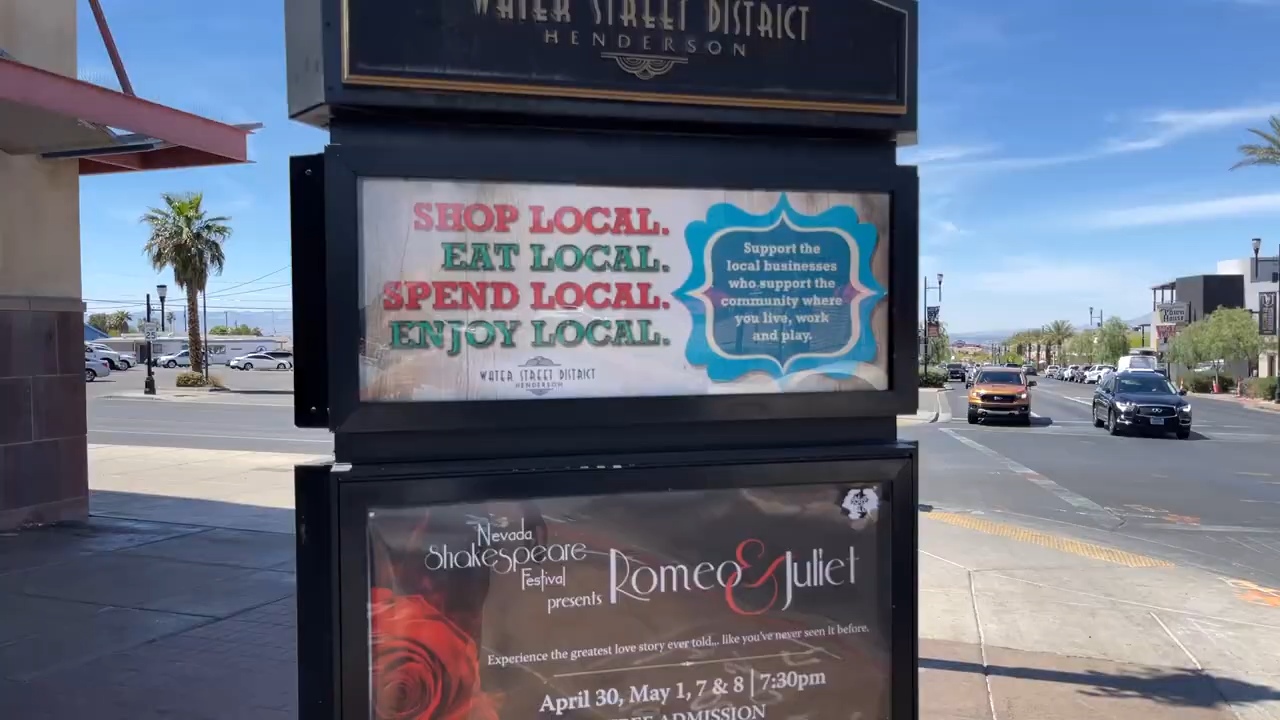 WATER STREET DISTRICT
HENDERSON
SHOP LOCAL.
EAT LOCAL.
SPEND LOCAL.
ENJOY LOCAL.
WATER STREET DISTRICT
HENDERSON
Support the
local businesses
who support the
community where
you live, work
and play.
Nevada
Shakespeare
Festival
presents
Romeo & Juliet
Experience the greatest love story ever told... like you've never seen it before.
April 30, May 1, 7 & 8 | 7:30pm
FREE ADMISSION